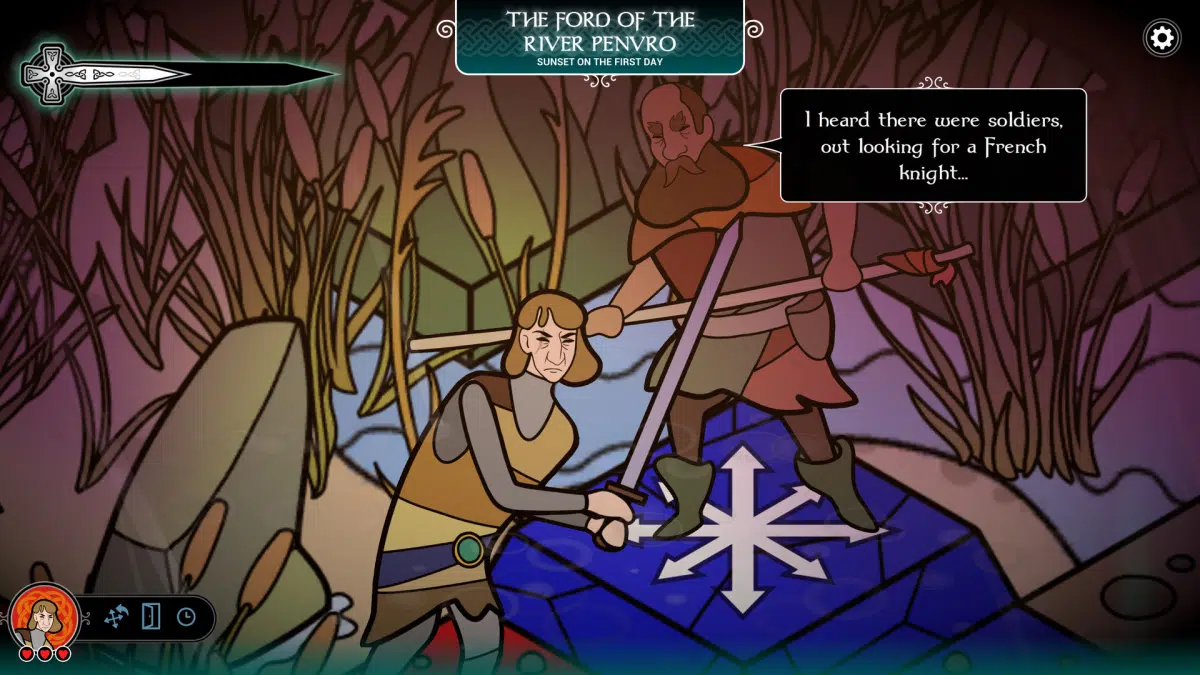 THE FORD OF THE
RIVER PENVRO
SUNSET ON THE FIRST DAY
I heard there were soldiers,
out looking for a French
knight...